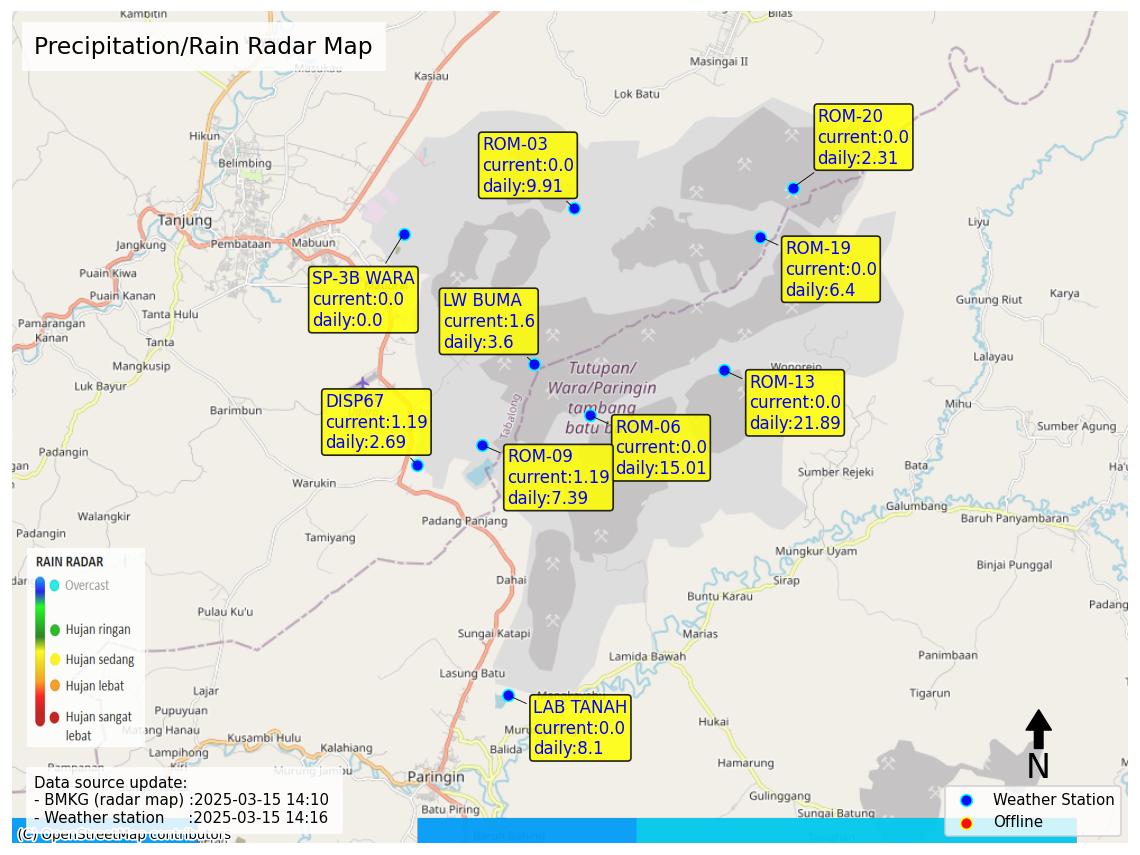 Kambitin
Bilas
Precipitation/Rain Radar Map
Masukau
Kasiau
Masingai II
Lok Batu
ROM-20
current:0.0
daily:2.31
Hikun
ROM-03
current:0.0
daily:9.91
Belimbing
Tanjung
Liyu
Jangkung
Pembataan
Mabuun
ROM-19
current:0.0
daily:6.4
Puain Kiwa
SP-3B WARA
current:0.0
daily:0.0
LW BUMA
current:1.6
daily:3.6
Puain Kanan
Gunung Riut
Karya
Tanta Hulu
Pamarangan
Kanan
Tanta
Lalayau
Mangkusip
Tutupan/
Wara/Paringin
tambang
batu b
Wonorejo
Luk Bayur
ROM-13
current:0.0
daily:21.89
DISP67
current:1.19
daily:2.69
Barimbun
Tabalong
Mihu
ROM-06
current:0.0
daily:15.01
Sumber Agung
Padangin
ROM-09
current:1.19
daily:7.39
Bata
Sumber Rejeki
Warukin
Galumbang
Walangkir
Padang Panjang
Baruh Panyambaran
Padangin
Tamiyang
Mungkur Uyam
RAIN RADAR
Binjai Punggal
Overcast
Dahai
Sirap
Buntu Karau
Padang
Pulau Ku'u
Hujan ringan
Sungai Katapi
Marias
Hujan sedang
Lamida Bawah
Panimbaan
Lasung Batu
Hujan lebat
Lajar
Tigarun
Pupuyuan
LAB TANAH
current:0.0
daily:8.1
Hujan sangat
lebat
Hukai
Matang Hanau
Kusambi Hulu
Kalahiang
Balida
Lampihong
Hamarung
N
Murung Jambu
Paringin
Data source update:
- BMKG (radar map) :2025-03-15 14:10
- Weather station :2025-03-15 14:16
Gulinggang
Weather Station
Offline
Batu Piring
Sungai Batung
(C) OpenStreetMap contributors